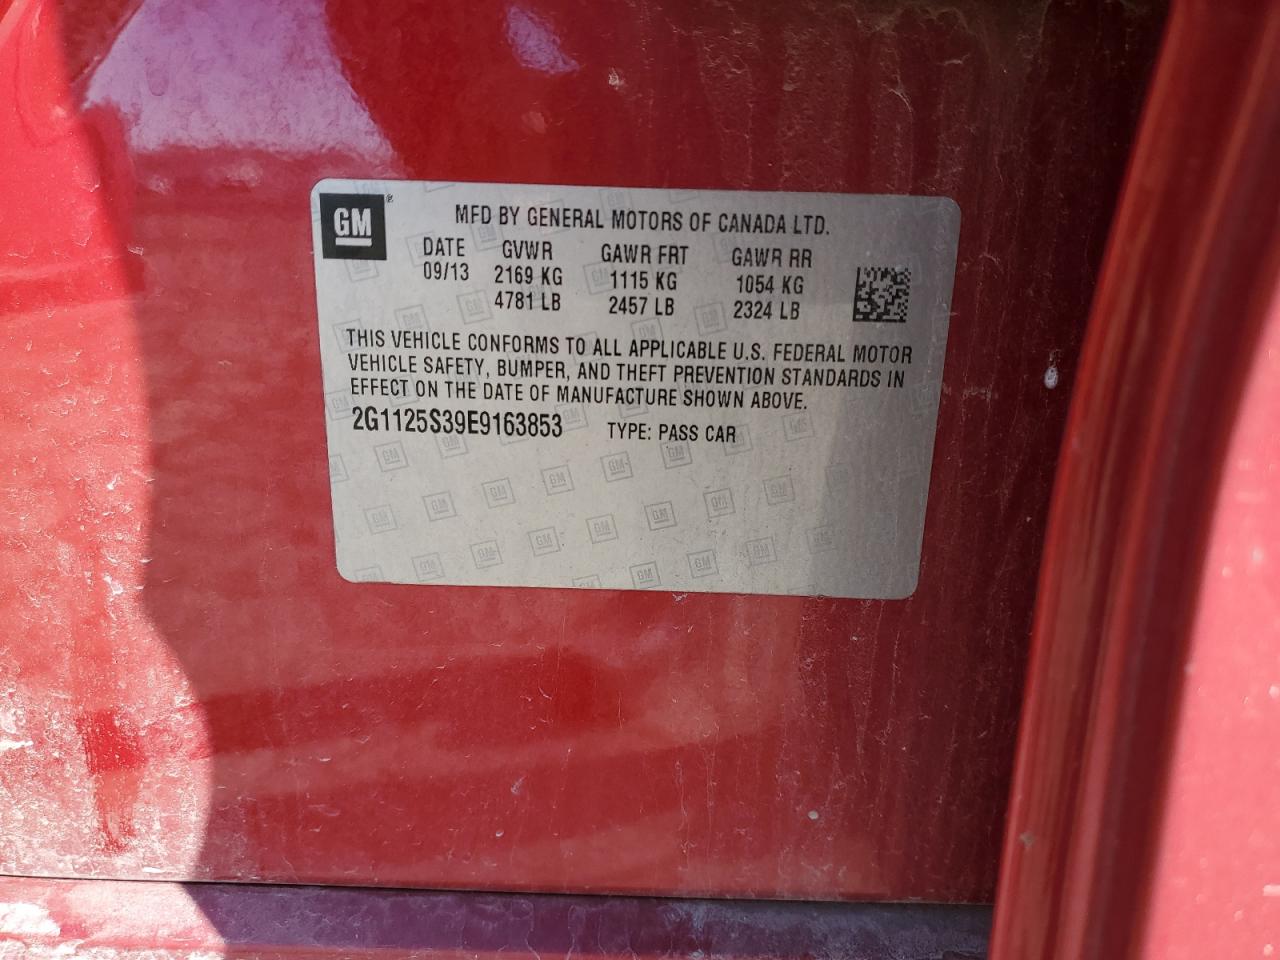 GM®
MFD BY GENERAL MOTORS OF CANADA LTD.
DATE GVWR GAWR FRT GAWR RR
09/13 2169 KG 1115 KG 1054 KG
4781 LB 2457 LB 2324 LB
THIS VEHICLE CONFORMS TO ALL APPLICABLE U.S. FEDERAL MOTOR
VEHICLE SAFETY, BUMPER, AND THEFT PREVENTION STANDARDS IN
EFFECT ON THE DATE OF MANUFACTURE SHOWN ABOVE.
2G1125S39E9163853 TYPE: PASS CAR